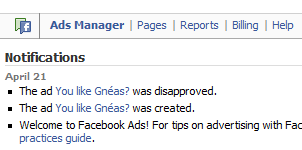 Ads Manager | Pages | Reports | Billing | Help
Notifications
April 21
The ad You like Gnéas? was disapproved.
The ad You like Gnéas? was created.
Welcome to Facebook Ads! For tips on advertising with Fac
practices guide.